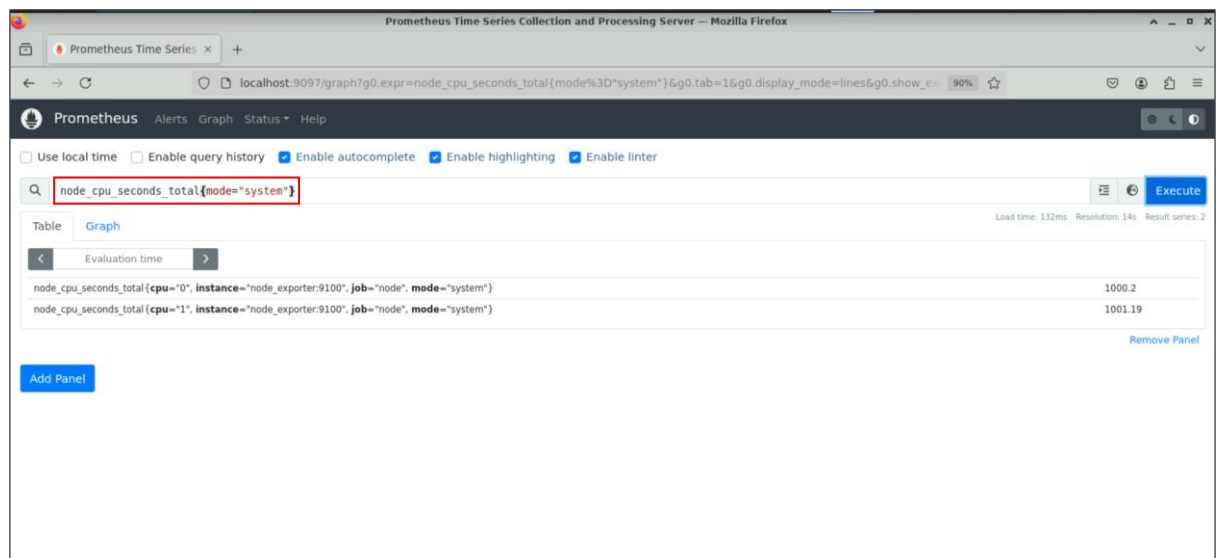 Prometheus Time Series Collection and Processing Server — Mozilla Firefox
Prometheus Time Series
localhost:9097/graph?g0.expr=node_cpu_seconds_total{mode%3D"system"}&g0.tab=1&g0.display_mode=lines&g0.show_ex 90%
Prometheus Alerts Graph Status Help
Use local time Enable query history Enable autocomplete Enable highlighting Enable linter
node_cpu_seconds_total{mode="system"} Execute
Table Graph Load time: 132ms Resolution: 14s Result series: 2
Evaluation time
node_cpu_seconds_total{cpu="0", instance="node_exporter:9100", job="node", mode="system"} 1000.2
node_cpu_seconds_total{cpu="1", instance="node_exporter:9100", job="node", mode="system"} 1001.19
Remove Panel
Add Panel